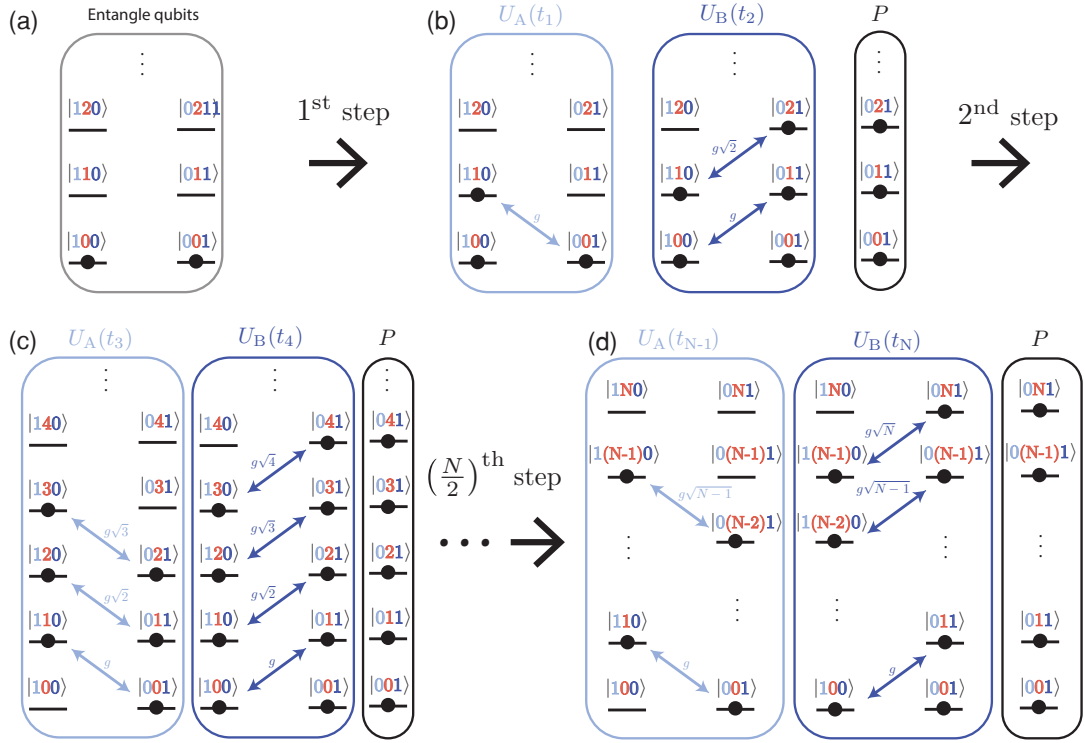 (a)
Entangle qubits
⋮
|120⟩ |0211⟩
|110⟩ |011⟩
|100⟩ |001⟩
1st step
(b)
U_A(t_1) U_B(t_2) P
⋮ ⋮ ⋮
|120⟩ |021⟩ |120⟩ |021⟩ |021⟩
g√2
|110⟩ |011⟩ |110⟩ |011⟩ |011⟩
g g
|100⟩ |001⟩ |100⟩ |001⟩ |001⟩
2nd step
(c)
U_A(t_3) U_B(t_4) P
⋮ ⋮ ⋮
|140⟩ |041⟩ |140⟩ |041⟩ |041⟩
g√4
|130⟩ |031⟩ |130⟩ |031⟩ |031⟩
g√3 g√3
|120⟩ |021⟩ |120⟩ |021⟩ |021⟩
g√2 g√2
|110⟩ |011⟩ |110⟩ |011⟩ |011⟩
g g
|100⟩ |001⟩ |100⟩ |001⟩ |001⟩
(N/2)th step
...
(d)
U_A(t_N-1) U_B(t_N) P
|1N0⟩ |0N1⟩ |1N0⟩ |0N1⟩ |0N1⟩
g√N
|1(N-1)0⟩ |0(N-1)1⟩ |1(N-1)0⟩ |0(N-1)1⟩ |0(N-1)1⟩
g√N−1 g√N−1
|0(N-2)1⟩ |1(N-2)0⟩
⋮ ⋮ ⋮ ⋮ ⋮
|110⟩ |011⟩ |011⟩
g g
|100⟩ |001⟩ |100⟩ |001⟩ |001⟩